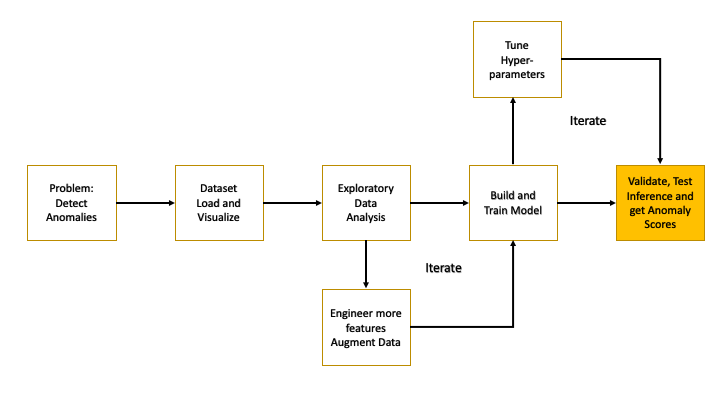 Tune
Hyper-
parameters
Iterate
Problem:
Detect
Anomalies
Dataset
Load and
Visualize
Exploratory
Data
Analysis
Build and
Train Model
Validate, Test
Inference and
get Anomaly
Scores
Iterate
Engineer more
features
Augment Data